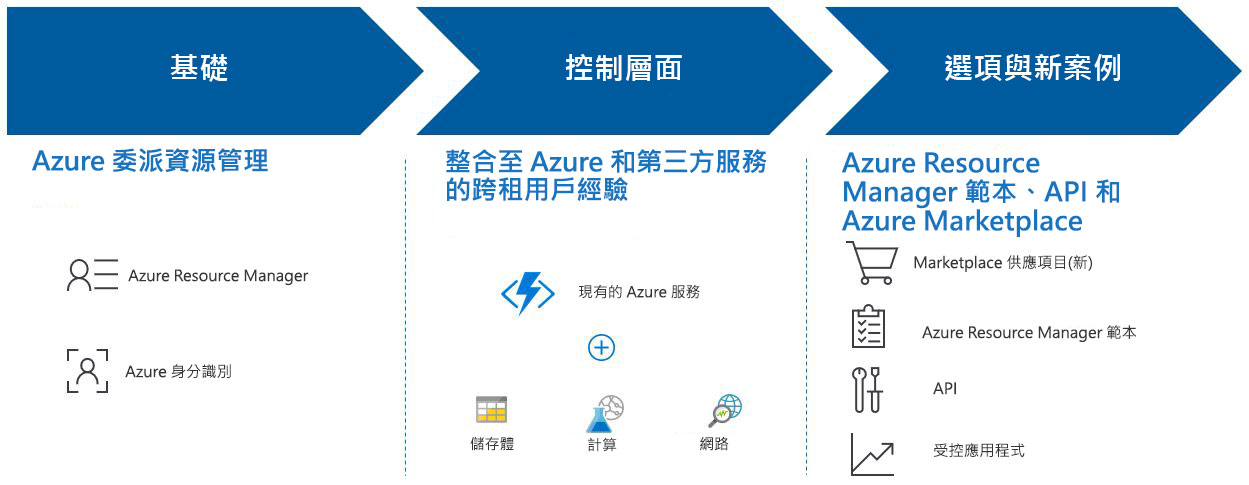 基礎
控制層面
選項與新案例
Azure 委派資源管理
Azure Resource Manager
Azure 身分識別
整合至 Azure 和第三方服務
的跨租用戶經驗
現有的 Azure 服務
儲存體
計算
網路
Azure Resource
Manager 範本、API 和
Azure Marketplace
Marketplace 供應項目(新)
Azure Resource Manager 範本
API
受控應用程式